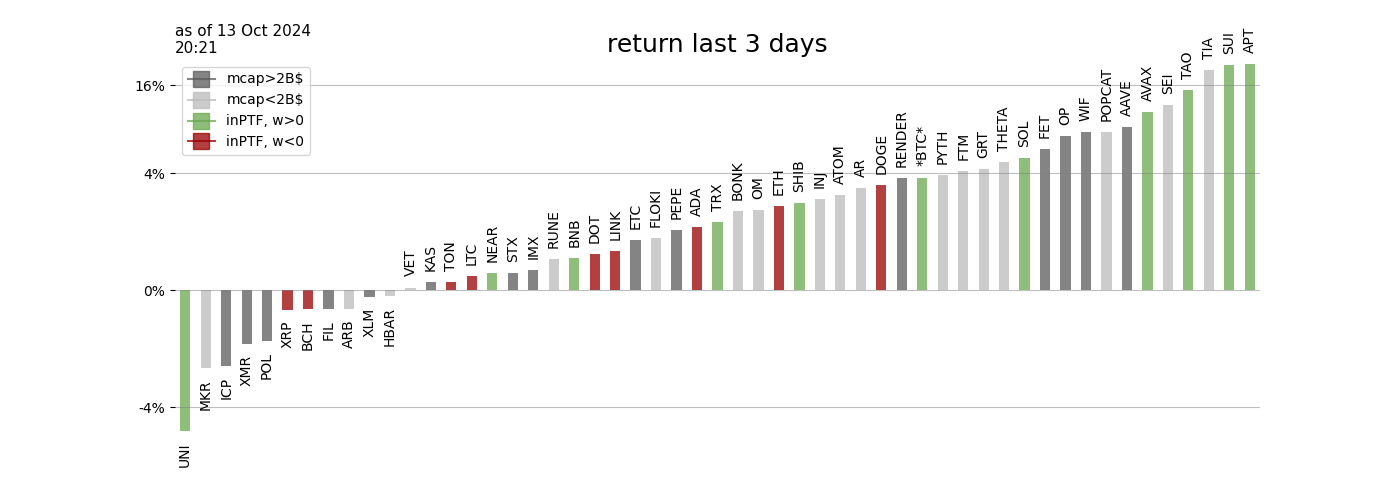 as of 13 Oct 2024
20:21
return last 3 days
mcap>2B$
mcap<2B$
inPTF, w>0
inPTF, w<0
16%
4%
0%
-4%
UNI
MKR
ICP
XMR
POL
XRP
BCH
FIL
ARB
XLM
HBAR
VET
KAS
TON
LTC
NEAR
STX
IMX
RUNE
BNB
DOT
LINK
ETC
FLOKI
PEPE
ADA
TRX
BONK
OM
ETH
SHIB
INJ
ATOM
AR
DOGE
RENDER
*BTC*
PYTH
FTM
GRT
THETA
SOL
FET
OP
WIF
POPCAT
AAVE
AVAX
SEI
TAO
TIA
SUI
APT